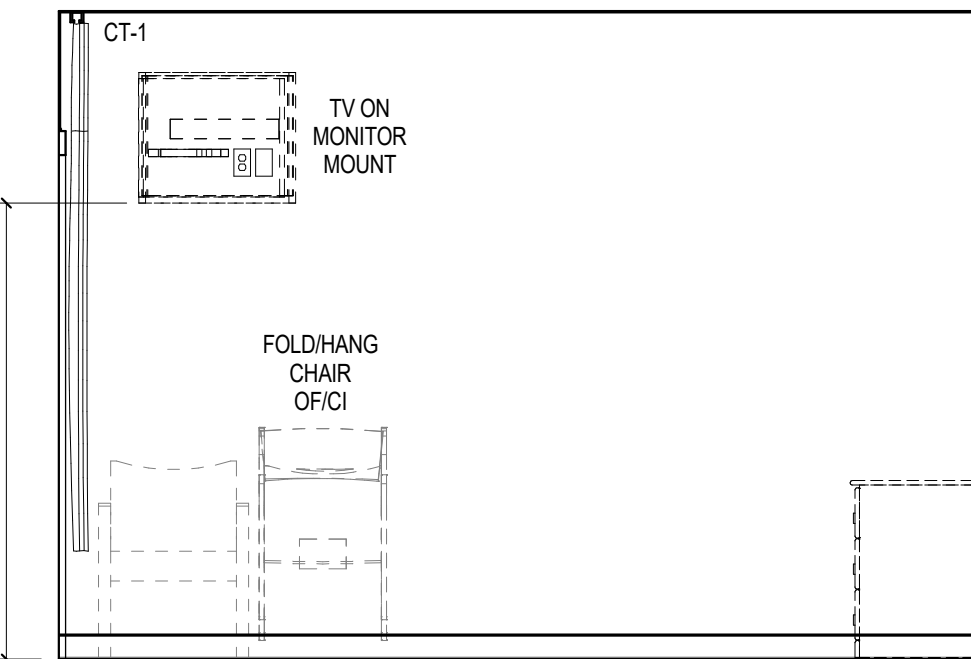 CT-1
TV ON
MONITOR
MOUNT
FOLD/HANG
CHAIR
OF/CI